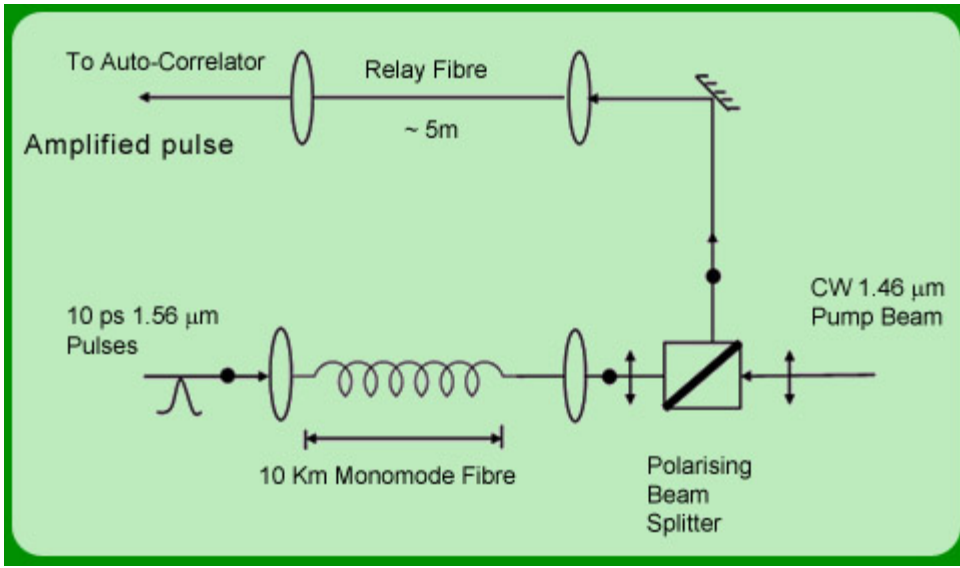 To Auto-Correlator
Relay Fibre
~ 5m
Amplified pulse
10 ps 1.56 μm
Pulses
CW 1.46 μm
Pump Beam
10 Km Monomode Fibre
Polarising
Beam
Splitter